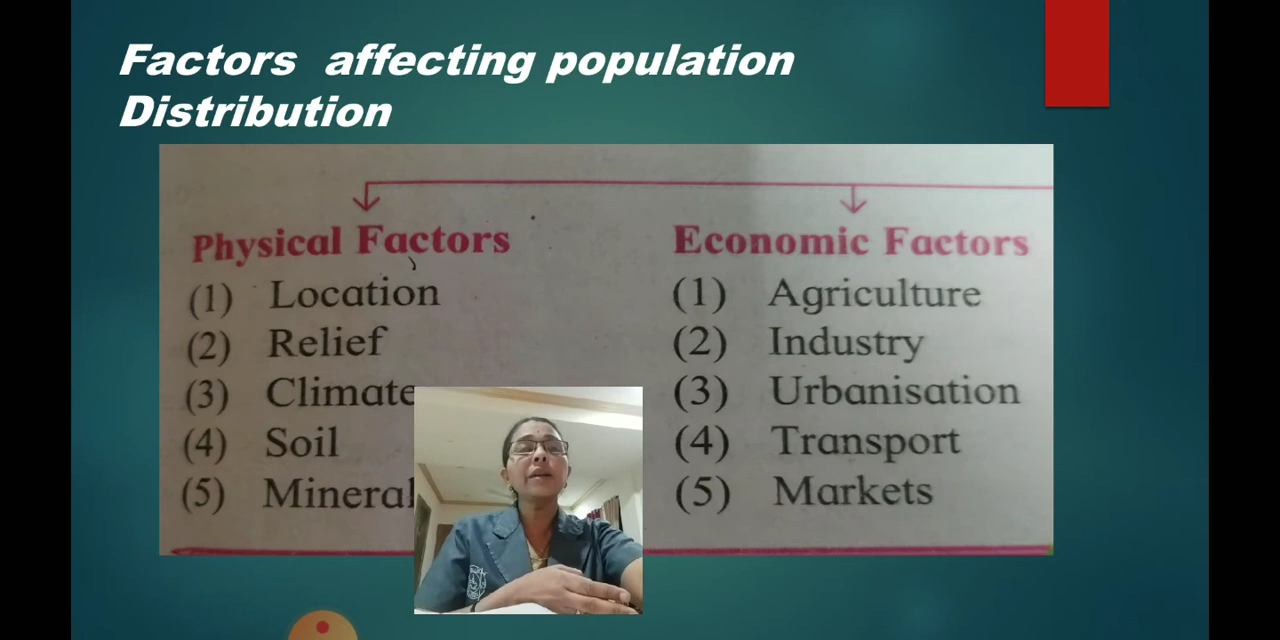 Factors affecting population
Distribution
Physical Factors
(1) Location
(2) Relief
(3) Climate
(4) Soil
(5) Mineral
Economic Factors
(1) Agriculture
(2) Industry
(3) Urbanisation
(4) Transport
(5) Markets